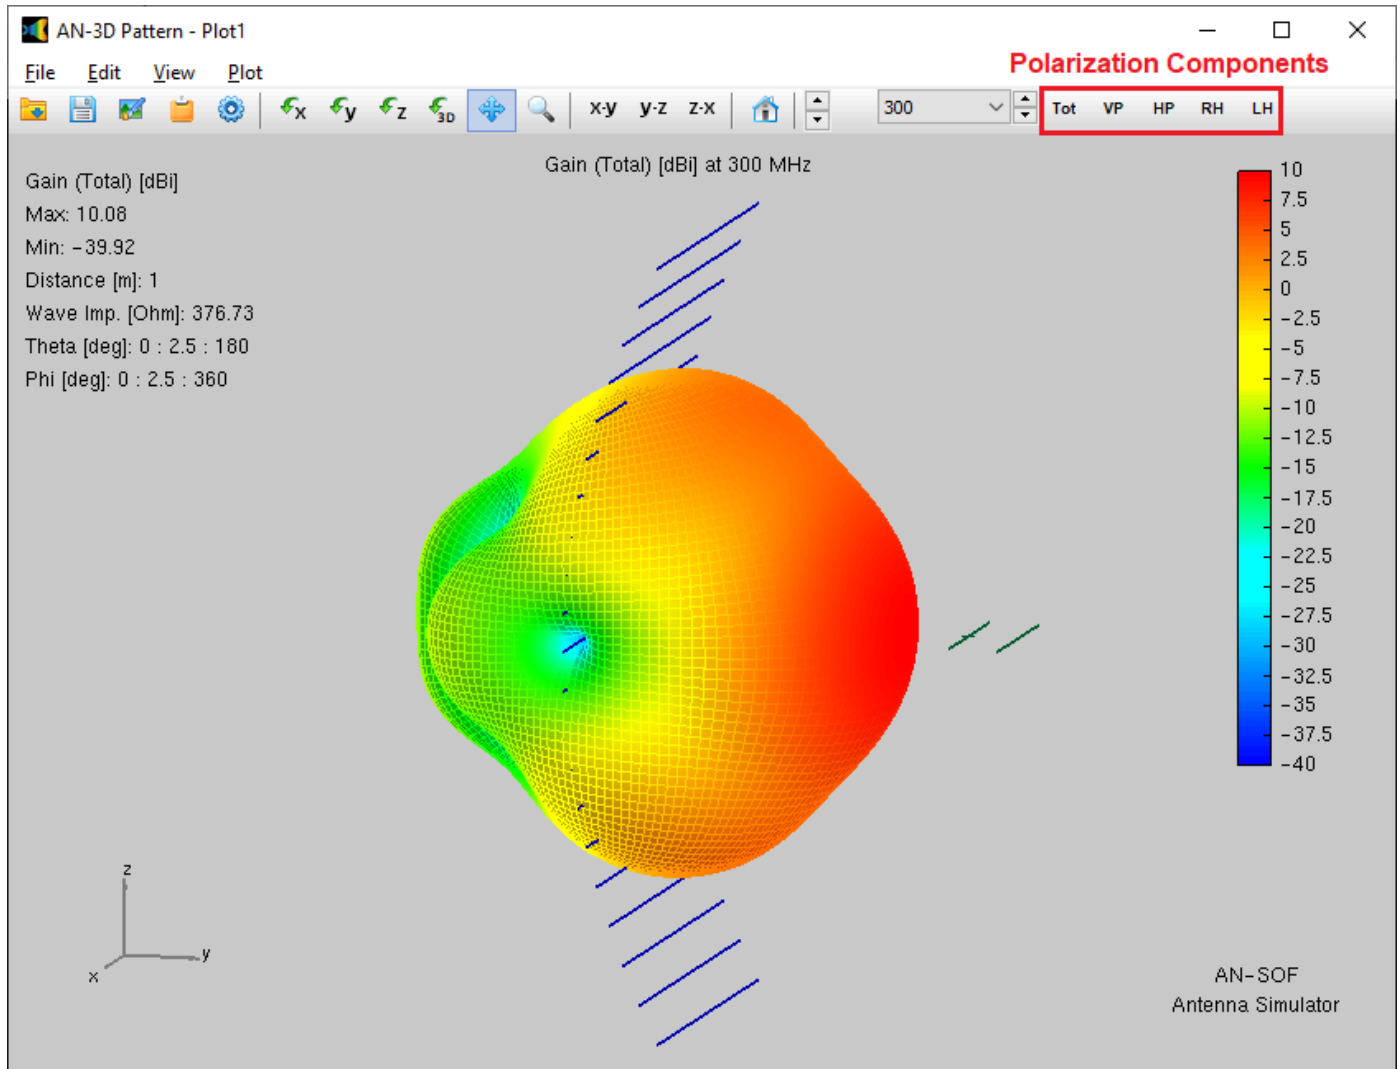 AN-3D Pattern - Plot1
Polarization Components
File Edit View Plot
x y z 3D x-y y-z z-x 300 Tot VP HP RH LH
Gain (Total) [dBi] at 300 MHz
Gain (Total) [dBi]
Max: 10.08
Min: -39.92
Distance [m]: 1
Wave Imp. [Ohm]: 376.73
Theta [deg]: 0 : 2.5 : 180
Phi [deg]: 0 : 2.5 : 360
10
7.5
5
2.5
0
-2.5
-5
-7.5
-10
-12.5
-15
-17.5
-20
-22.5
-25
-27.5
-30
-32.5
-35
-37.5
-40
z
y
x
AN-SOF
Antenna Simulator